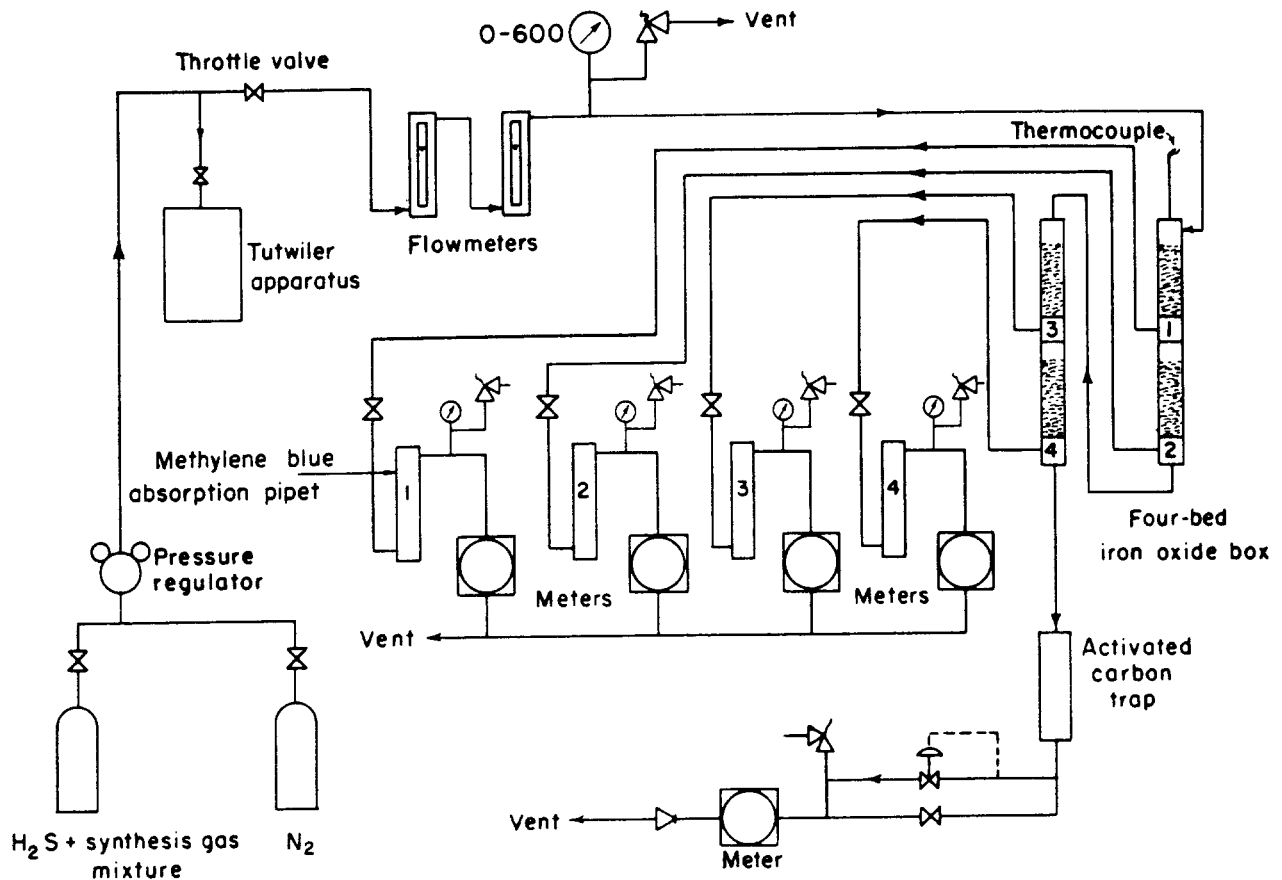 0-600
Vent
Throttle valve
Thermocouple
Tutwiler
apparatus
Flowmeters
3
1
4
2
Methylene blue
absorption pipet
1
2
3
4
Four-bed
iron oxide box
Pressure
regulator
Meters
Meters
Vent
Activated
carbon
trap
H₂S + synthesis gas
mixture
N₂
Vent
Meter